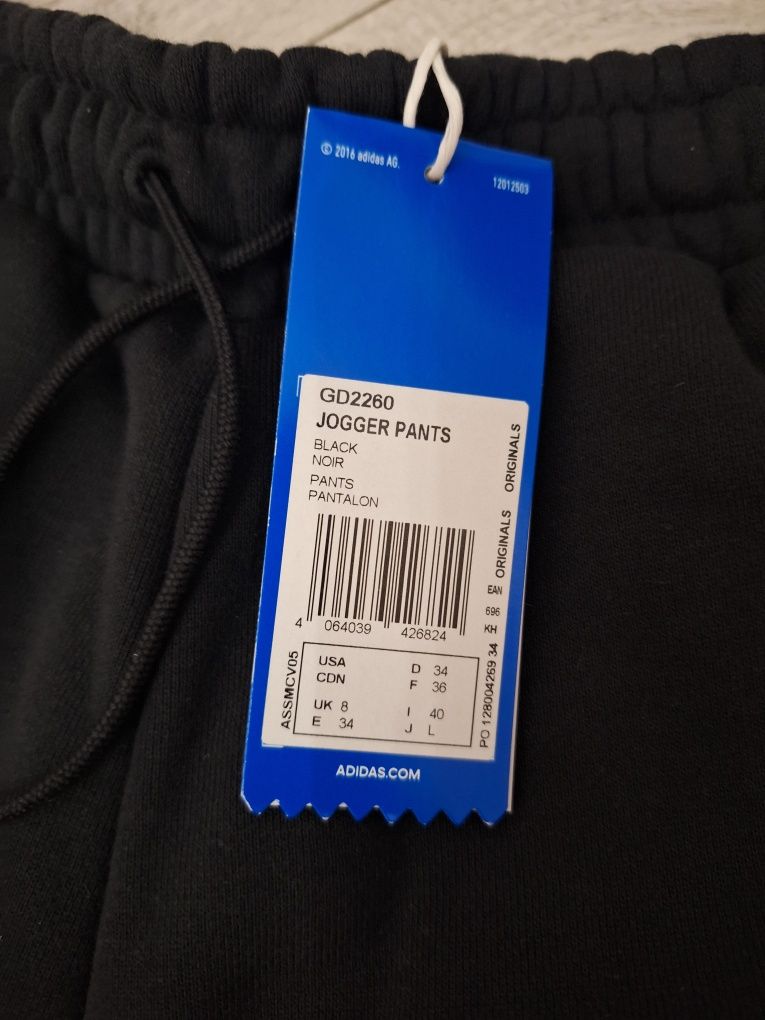 © 2016 adidas AG.
12012503
GD2260
JOGGER PANTS
BLACK
NOIR
PANTS
PANTALON
ORIGINALS
ORIGINALS
EAN
696
KH
4 064039 426824
ASSMCV05
USA
CDN
UK 8
E 34
D 34
F 36
I 40
J L
PO 128004269 34
ADIDAS.COM